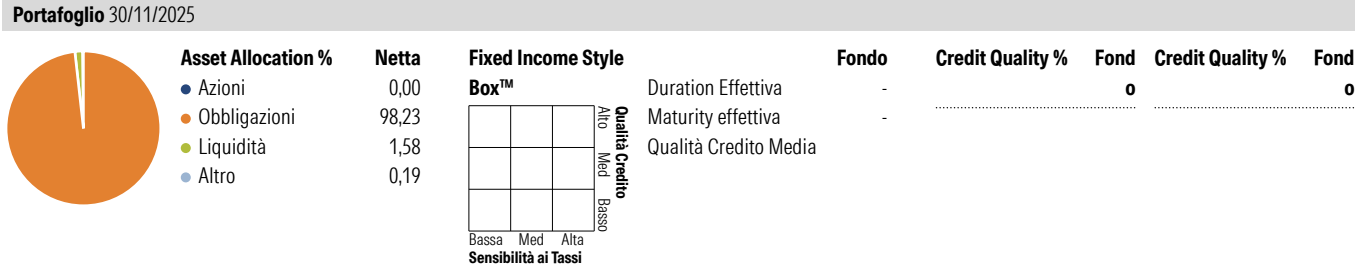 Portafoglio 30/11/2025
Asset Allocation % Netta
Azioni 0,00
Obbligazioni 98,23
Liquidità 1,58
Altro 0,19
Fixed Income Style
Box™
Alto Med Basso
Qualità Credito
Bassa Med Alta
Sensibilità ai Tassi
Fondo
Duration Effettiva -
Maturity effettiva -
Qualità Credito Media
Credit Quality % Fond
o
Credit Quality % Fond
o